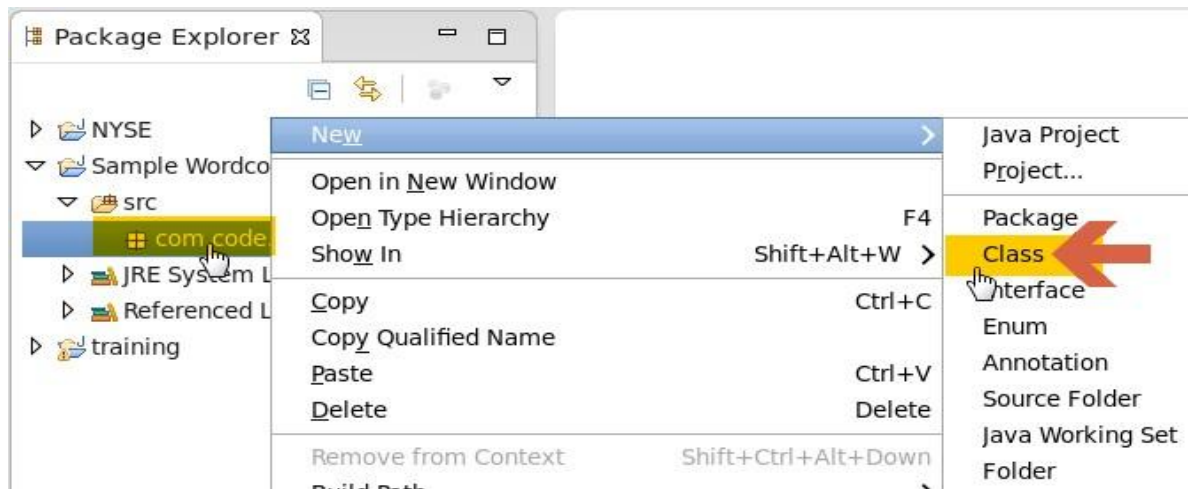 Package Explorer
NYSE
Sample Wordco
src
com.code.
JRE System L
Referenced L
training
New
Open in New Window
Open Type Hierarchy F4
Show In Shift+Alt+W
Copy Ctrl+C
Copy Qualified Name
Paste Ctrl+V
Delete Delete
Remove from Context Shift+Ctrl+Alt+Down
Build Path
Java Project
Project...
Package
Class
Interface
Enum
Annotation
Source Folder
Java Working Set
Folder